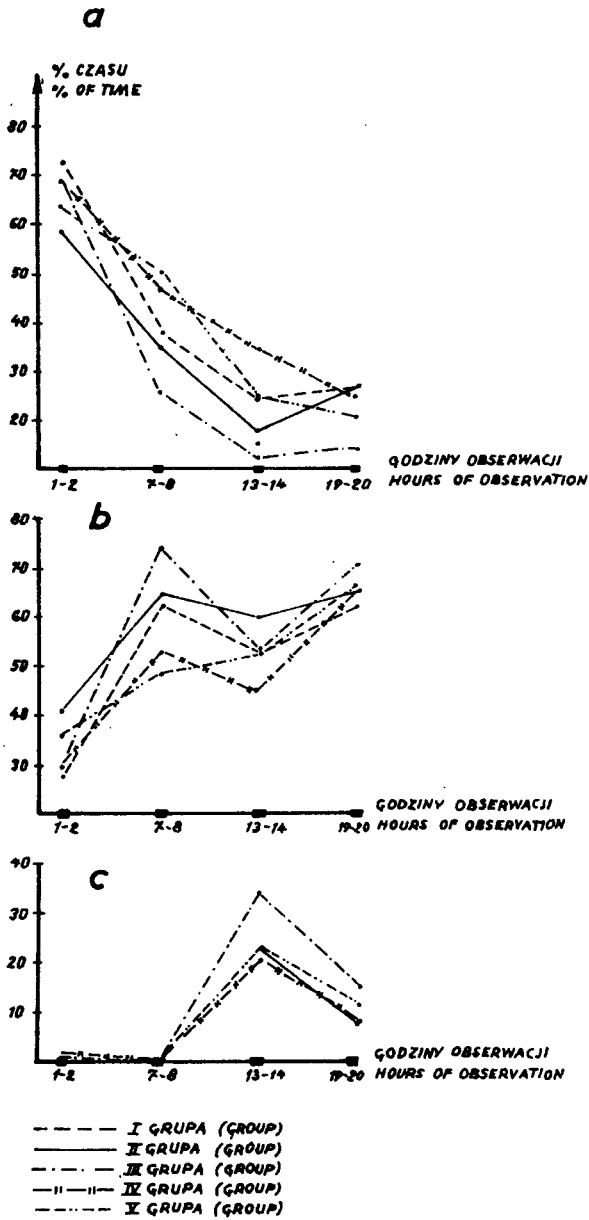 a
% CZASU
% OF TIME
80
70
60
50
40
30
20
1-2 7-8 13-14 19-20
GODZINY OBSERWACJI
HOURS OF OBSERVATION
b
80
70
60
50
40
30
1-2 7-8 13-14 19-20
GODZINY OBSERWACJI
HOURS OF OBSERVATION
c
40
30
20
10
1-2 7-8 13-14 19-20
GODZINY OBSERWACJI
HOURS OF OBSERVATION
I GRUPA (GROUP)
II GRUPA (GROUP)
III GRUPA (GROUP)
IV GRUPA (GROUP)
V GRUPA (GROUP)